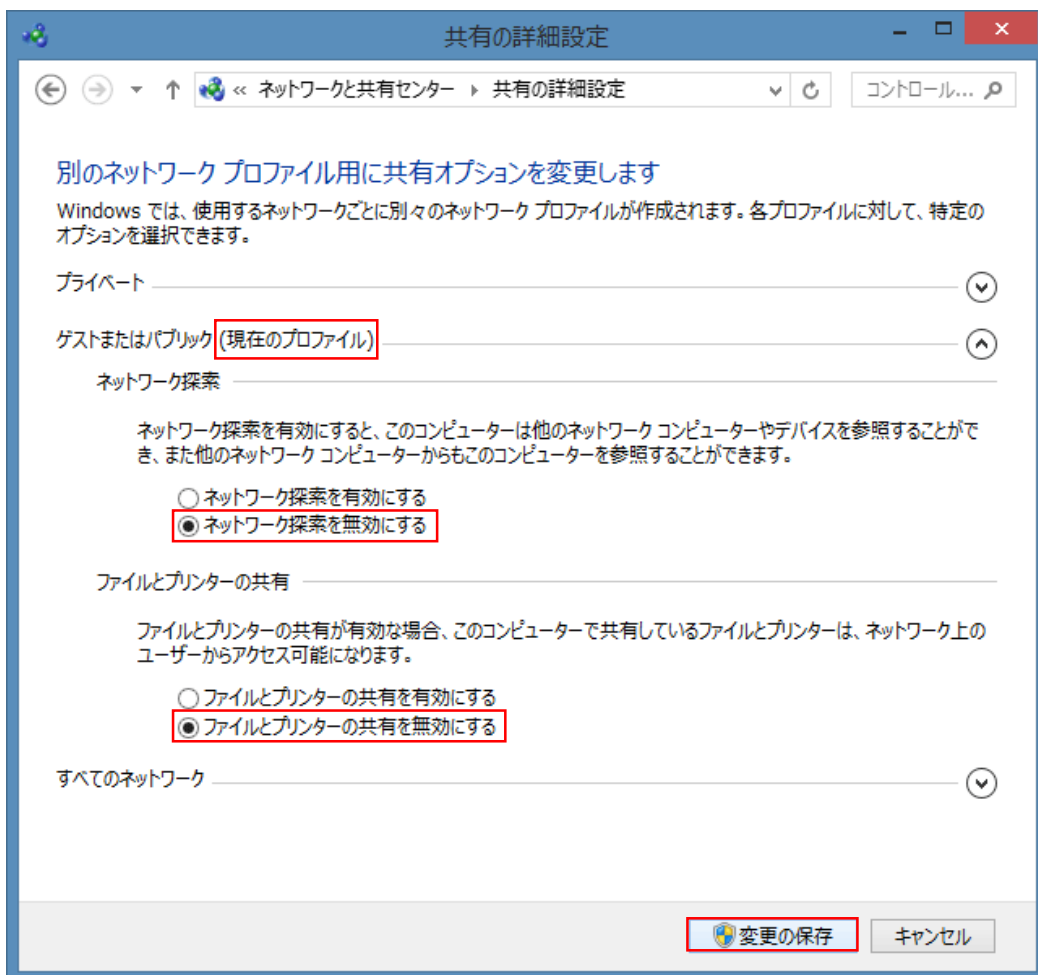 共有の詳細設定
« ネットワークと共有センター 共有の詳細設定
コントロール...
別のネットワーク プロファイル用に共有オプションを変更します
Windows では、使用するネットワークごとに別々のネットワーク プロファイルが作成されます。各プロファイルに対して、特定の
オプションを選択できます。
プライベート
ゲストまたはパブリック (現在のプロファイル)
ネットワーク探索
ネットワーク探索を有効にすると、このコンピューターは他のネットワーク コンピューターやデバイスを参照することがで
き、また他のネットワーク コンピューターからもこのコンピューターを参照することができます。
ネットワーク探索を有効にする
ネットワーク探索を無効にする
ファイルとプリンターの共有
ファイルとプリンターの共有が有効な場合、このコンピューターで共有しているファイルとプリンターは、ネットワーク上の
ユーザーからアクセス可能になります。
ファイルとプリンターの共有を有効にする
ファイルとプリンターの共有を無効にする
すべてのネットワーク
変更の保存
キャンセル